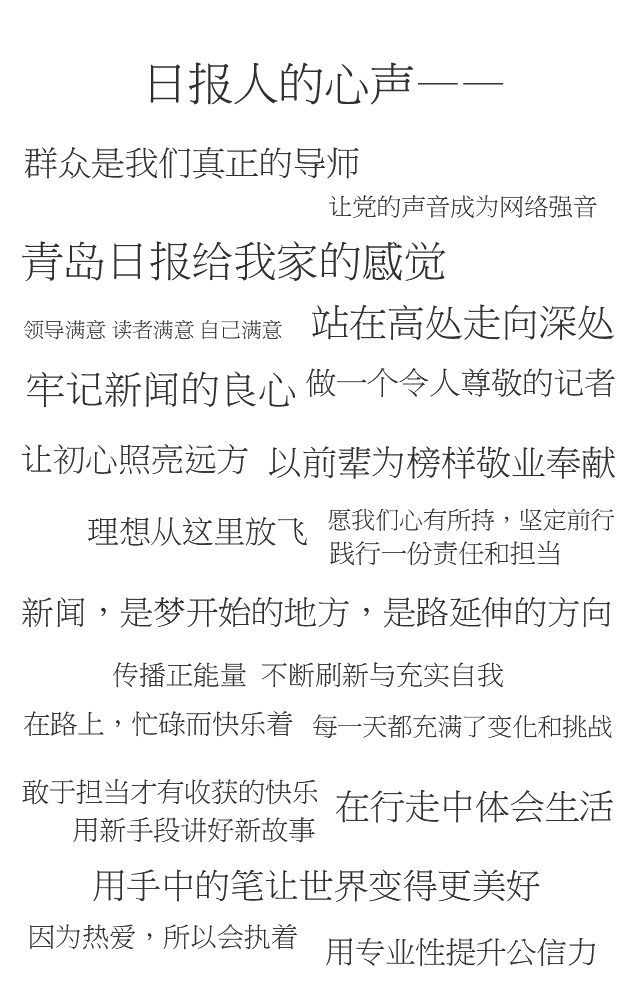 日报人的心声——
群众是我们真正的导师
让党的声音成为网络强音
青岛日报给我家的感觉
领导满意 读者满意 自己满意
站在高处走向深处
牢记新闻的良心
做一个令人尊敬的记者
让初心照亮远方
以前辈为榜样敬业奉献
理想从这里放飞
愿我们心有所持，坚定前行
践行一份责任和担当
新闻，是梦开始的地方，是路延伸的方向
传播正能量 不断刷新与充实自我
在路上，忙碌而快乐着
每一天都充满了变化和挑战
敢于担当才有收获的快乐
用新手段讲好新故事
在行走中体会生活
用手中的笔让世界变得更美好
因为热爱，所以会执着
用专业性提升公信力